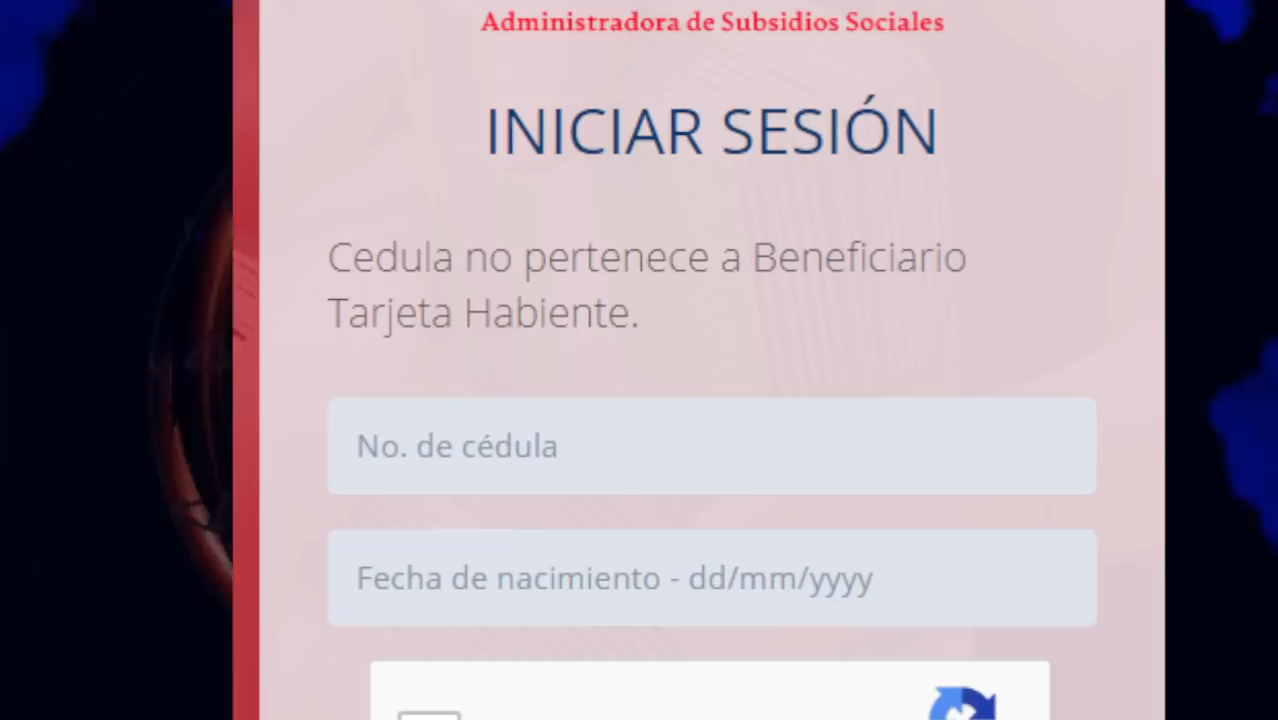 Administradora de Subsidios Sociales
INICIAR SESIÓN
Cedula no pertenece a Beneficiario
Tarjeta Habiente.
No. de cédula
Fecha de nacimiento - dd/mm/yyyy